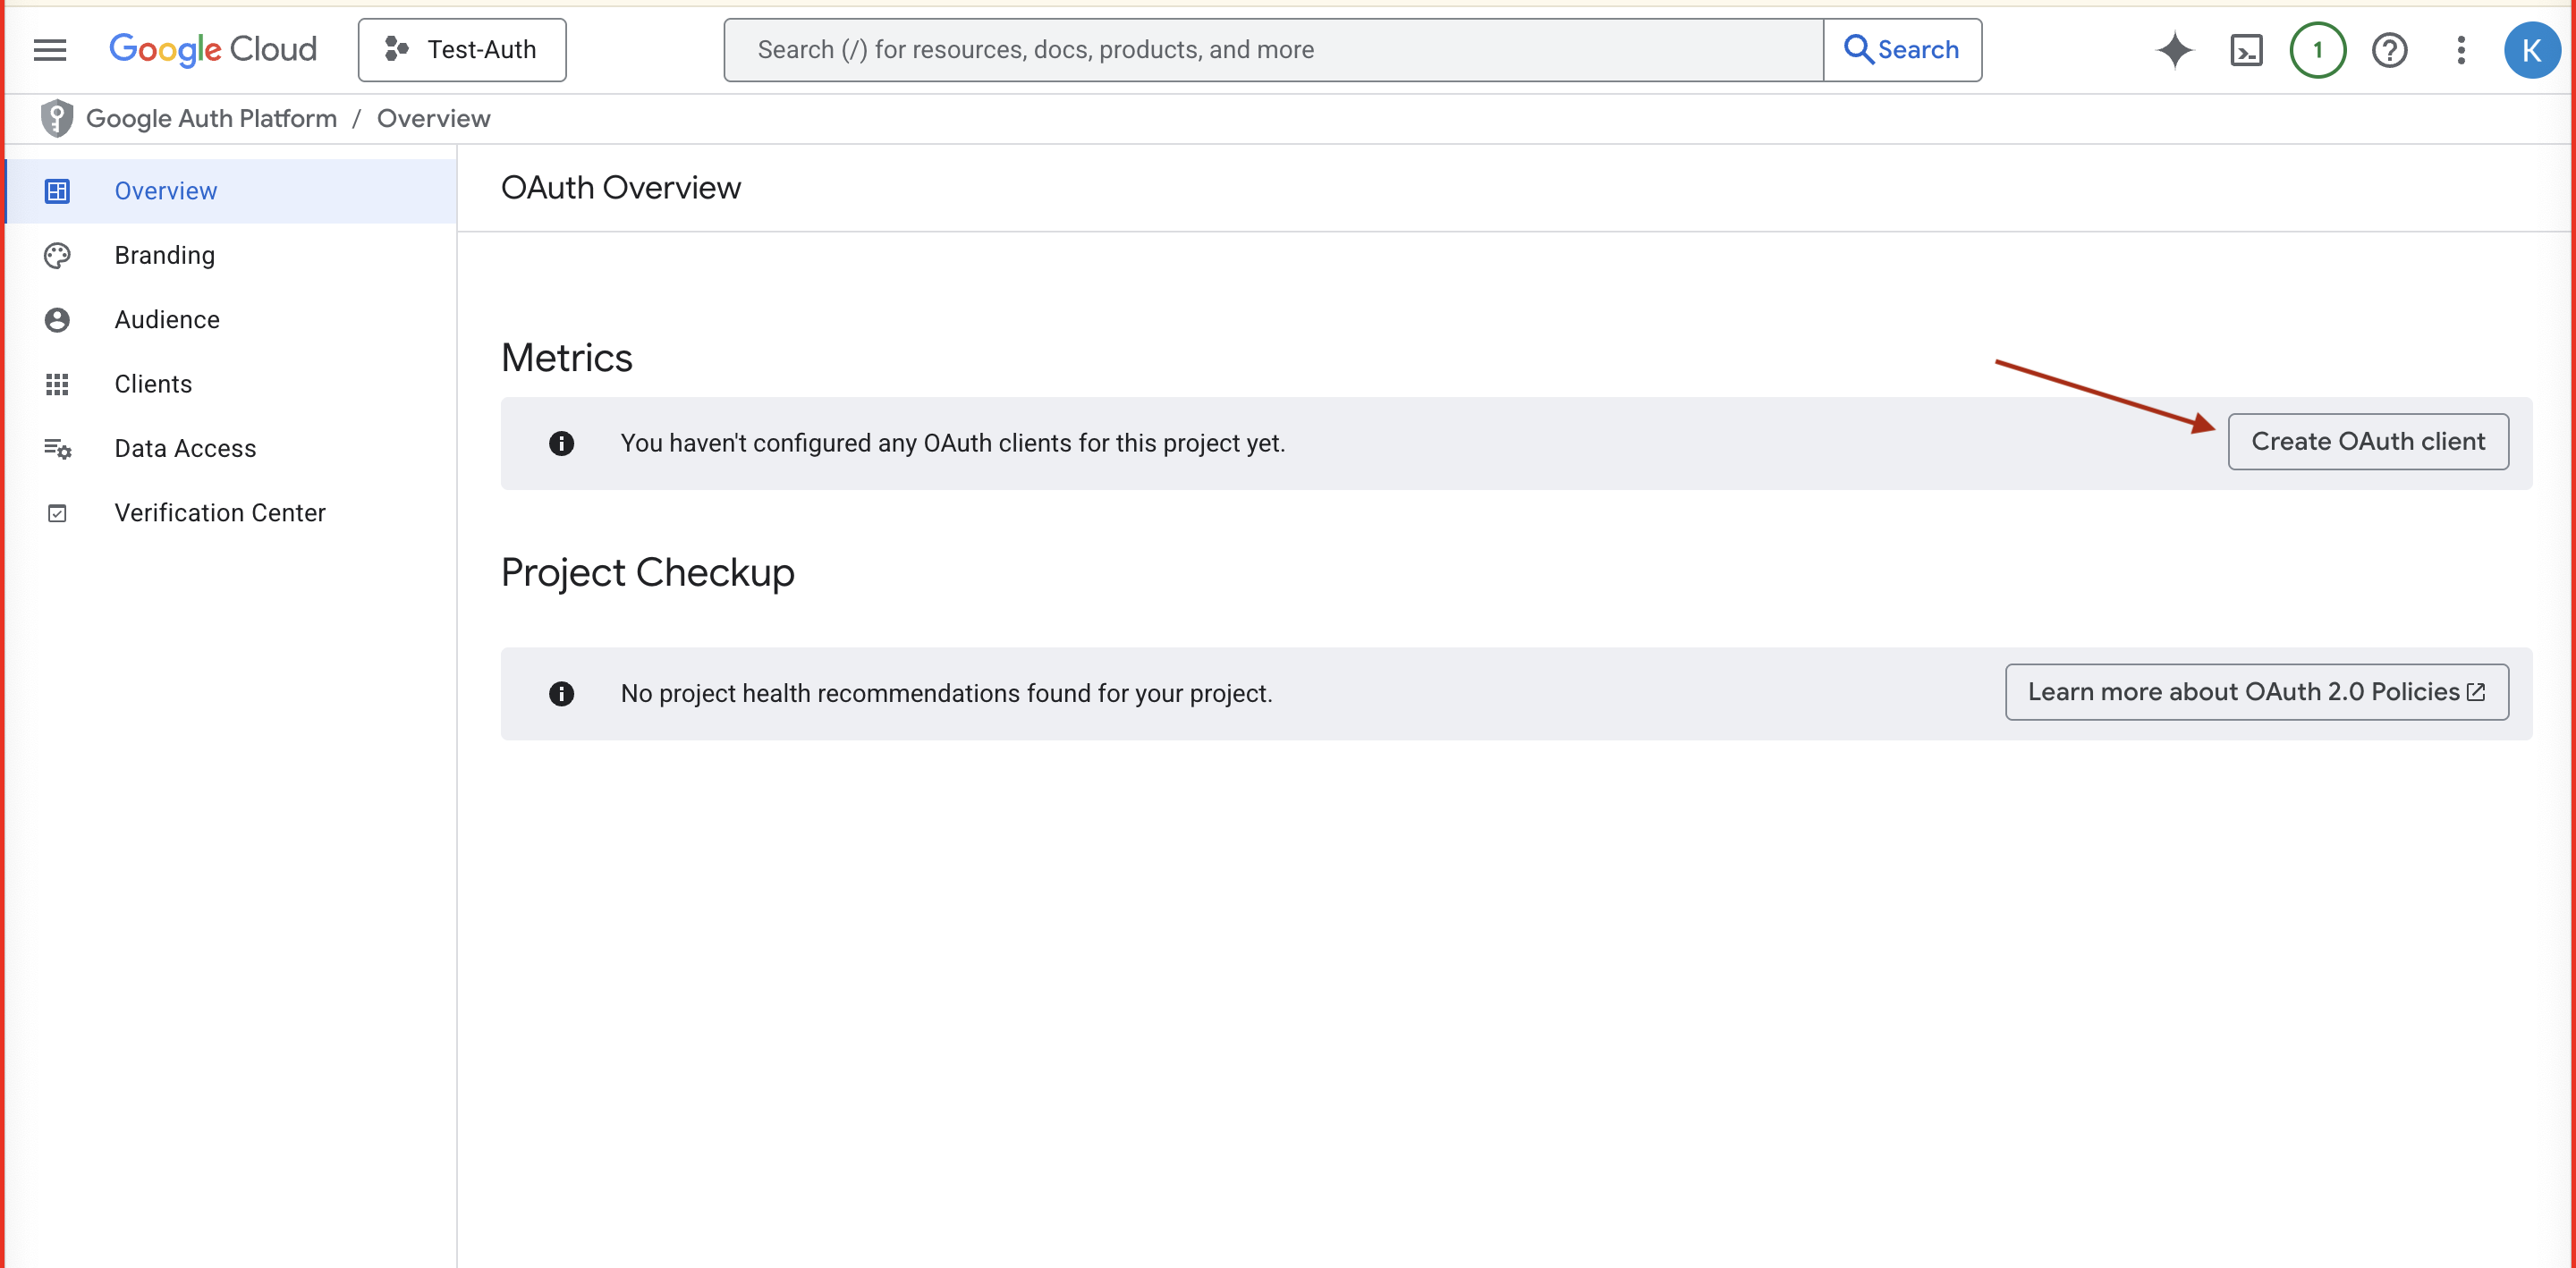 Google Cloud
Test-Auth
Search (/) for resources, docs, products, and more
Search
1
K
Google Auth Platform / Overview
Overview
Branding
Audience
Clients
Data Access
Verification Center
OAuth Overview
Metrics
You haven't configured any OAuth clients for this project yet.
Create OAuth client
Project Checkup
No project health recommendations found for your project.
Learn more about OAuth 2.0 Policies